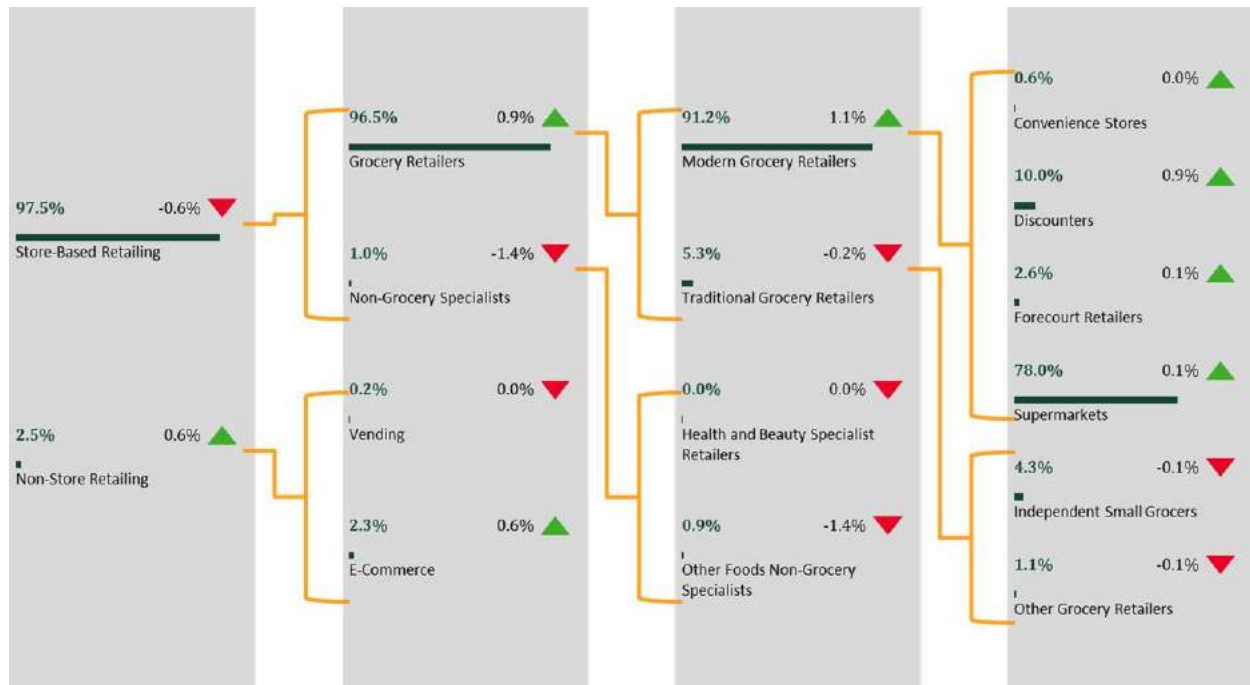 97.5% -0.6%
Store-Based Retailing
2.5% 0.6%
Non-Store Retailing
96.5% 0.9%
Grocery Retailers
1.0% -1.4%
Non-Grocery Specialists
0.2% 0.0%
Vending
2.3% 0.6%
E-Commerce
91.2% 1.1%
Modern Grocery Retailers
5.3% -0.2%
Traditional Grocery Retailers
0.0% 0.0%
Health and Beauty Specialist
Retailers
0.9% -1.4%
Other Foods Non-Grocery
Specialists
0.6% 0.0%
Convenience Stores
10.0% 0.9%
Discounters
2.6% 0.1%
Forecourt Retailers
78.0% 0.1%
Supermarkets
4.3% -0.1%
Independent Small Grocers
1.1% -0.1%
Other Grocery Retailers